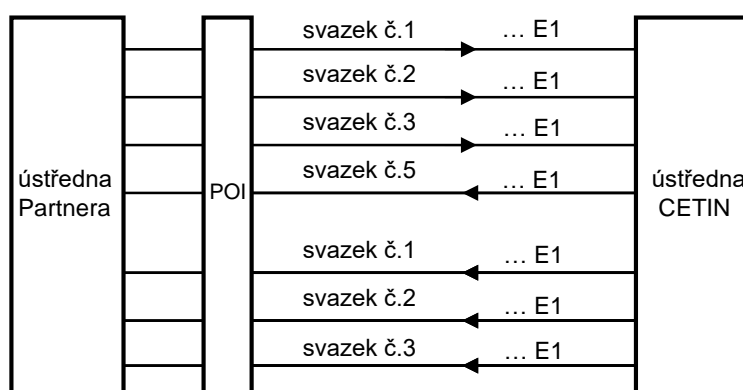 svazek č.1 … E1
svazek č.2 … E1
svazek č.3 … E1
svazek č.5 … E1
ústředna
Partnera
POI
ústředna
CETIN
svazek č.1 … E1
svazek č.2 … E1
svazek č.3 … E1